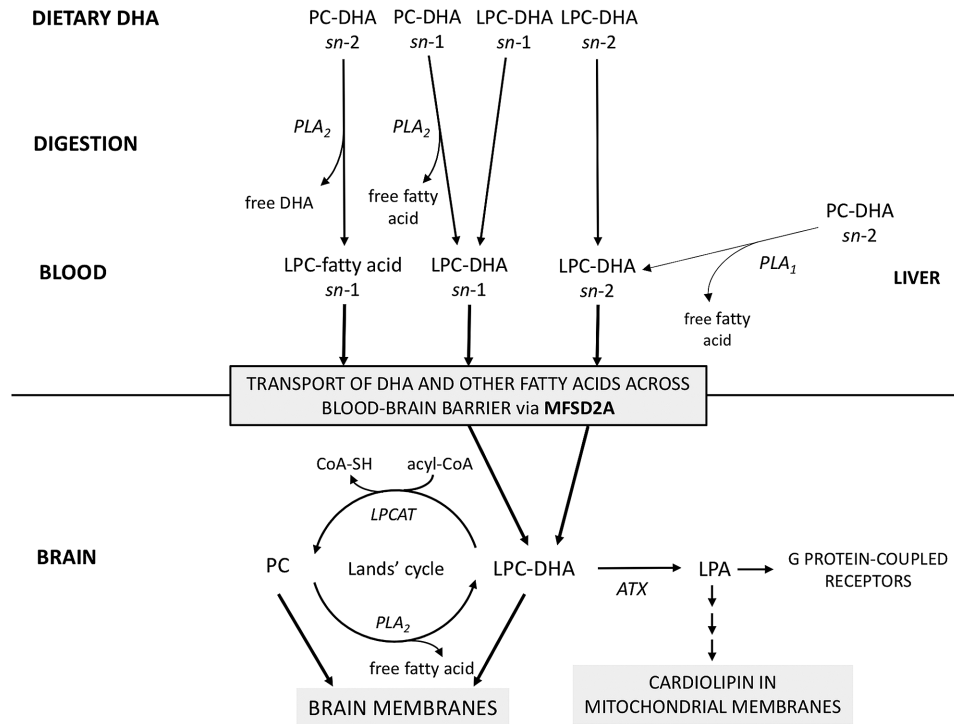 DIETARY DHA
PC-DHA
sn-2
PC-DHA
sn-1
LPC-DHA
sn-1
LPC-DHA
sn-2
DIGESTION
PLA2
free DHA
PLA2
free fatty
acid
PC-DHA
sn-2
BLOOD
LPC-fatty acid
sn-1
LPC-DHA
sn-1
LPC-DHA
sn-2
PLA1
LIVER
free fatty
acid
TRANSPORT OF DHA AND OTHER FATTY ACIDS ACROSS
BLOOD-BRAIN BARRIER via MFSD2A
CoA-SH
acyl-CoA
LPCAT
BRAIN
PC
Lands' cycle
LPC-DHA
ATX
LPA
G PROTEIN-COUPLED
RECEPTORS
PLA2
free fatty acid
BRAIN MEMBRANES
CARDIOLIPIN IN
MITOCHONDRIAL MEMBRANES